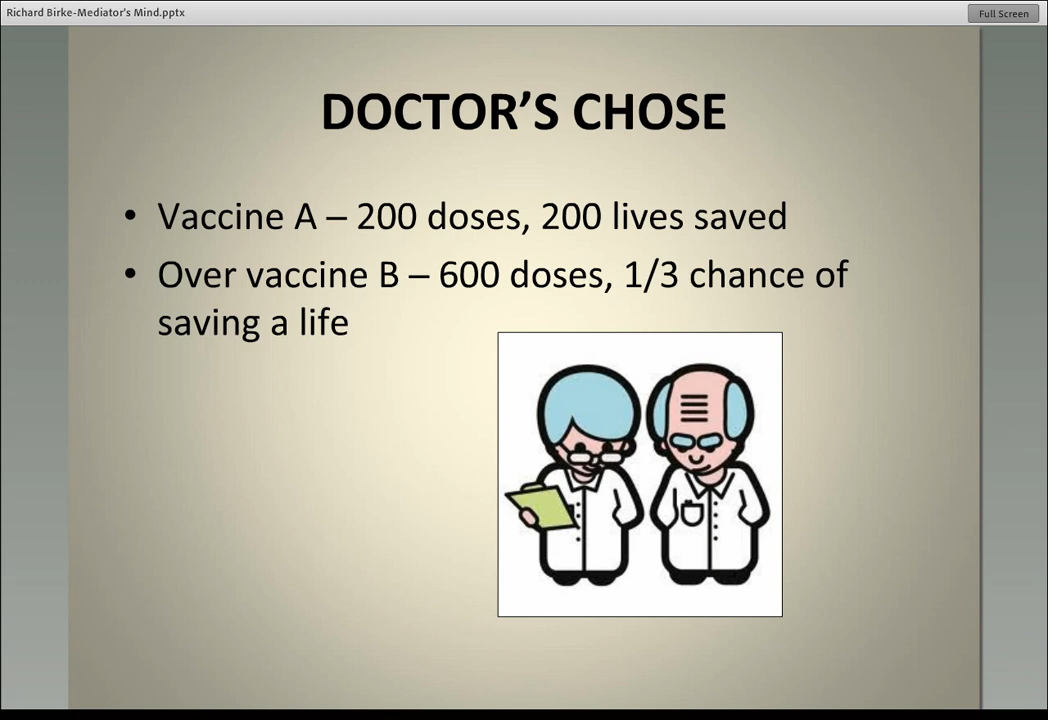 Richard Birke-Mediator's Mind.pptx
Full Screen
DOCTOR’S CHOSE
• Vaccine A – 200 doses, 200 lives saved
• Over vaccine B – 600 doses, 1/3 chance of
saving a life